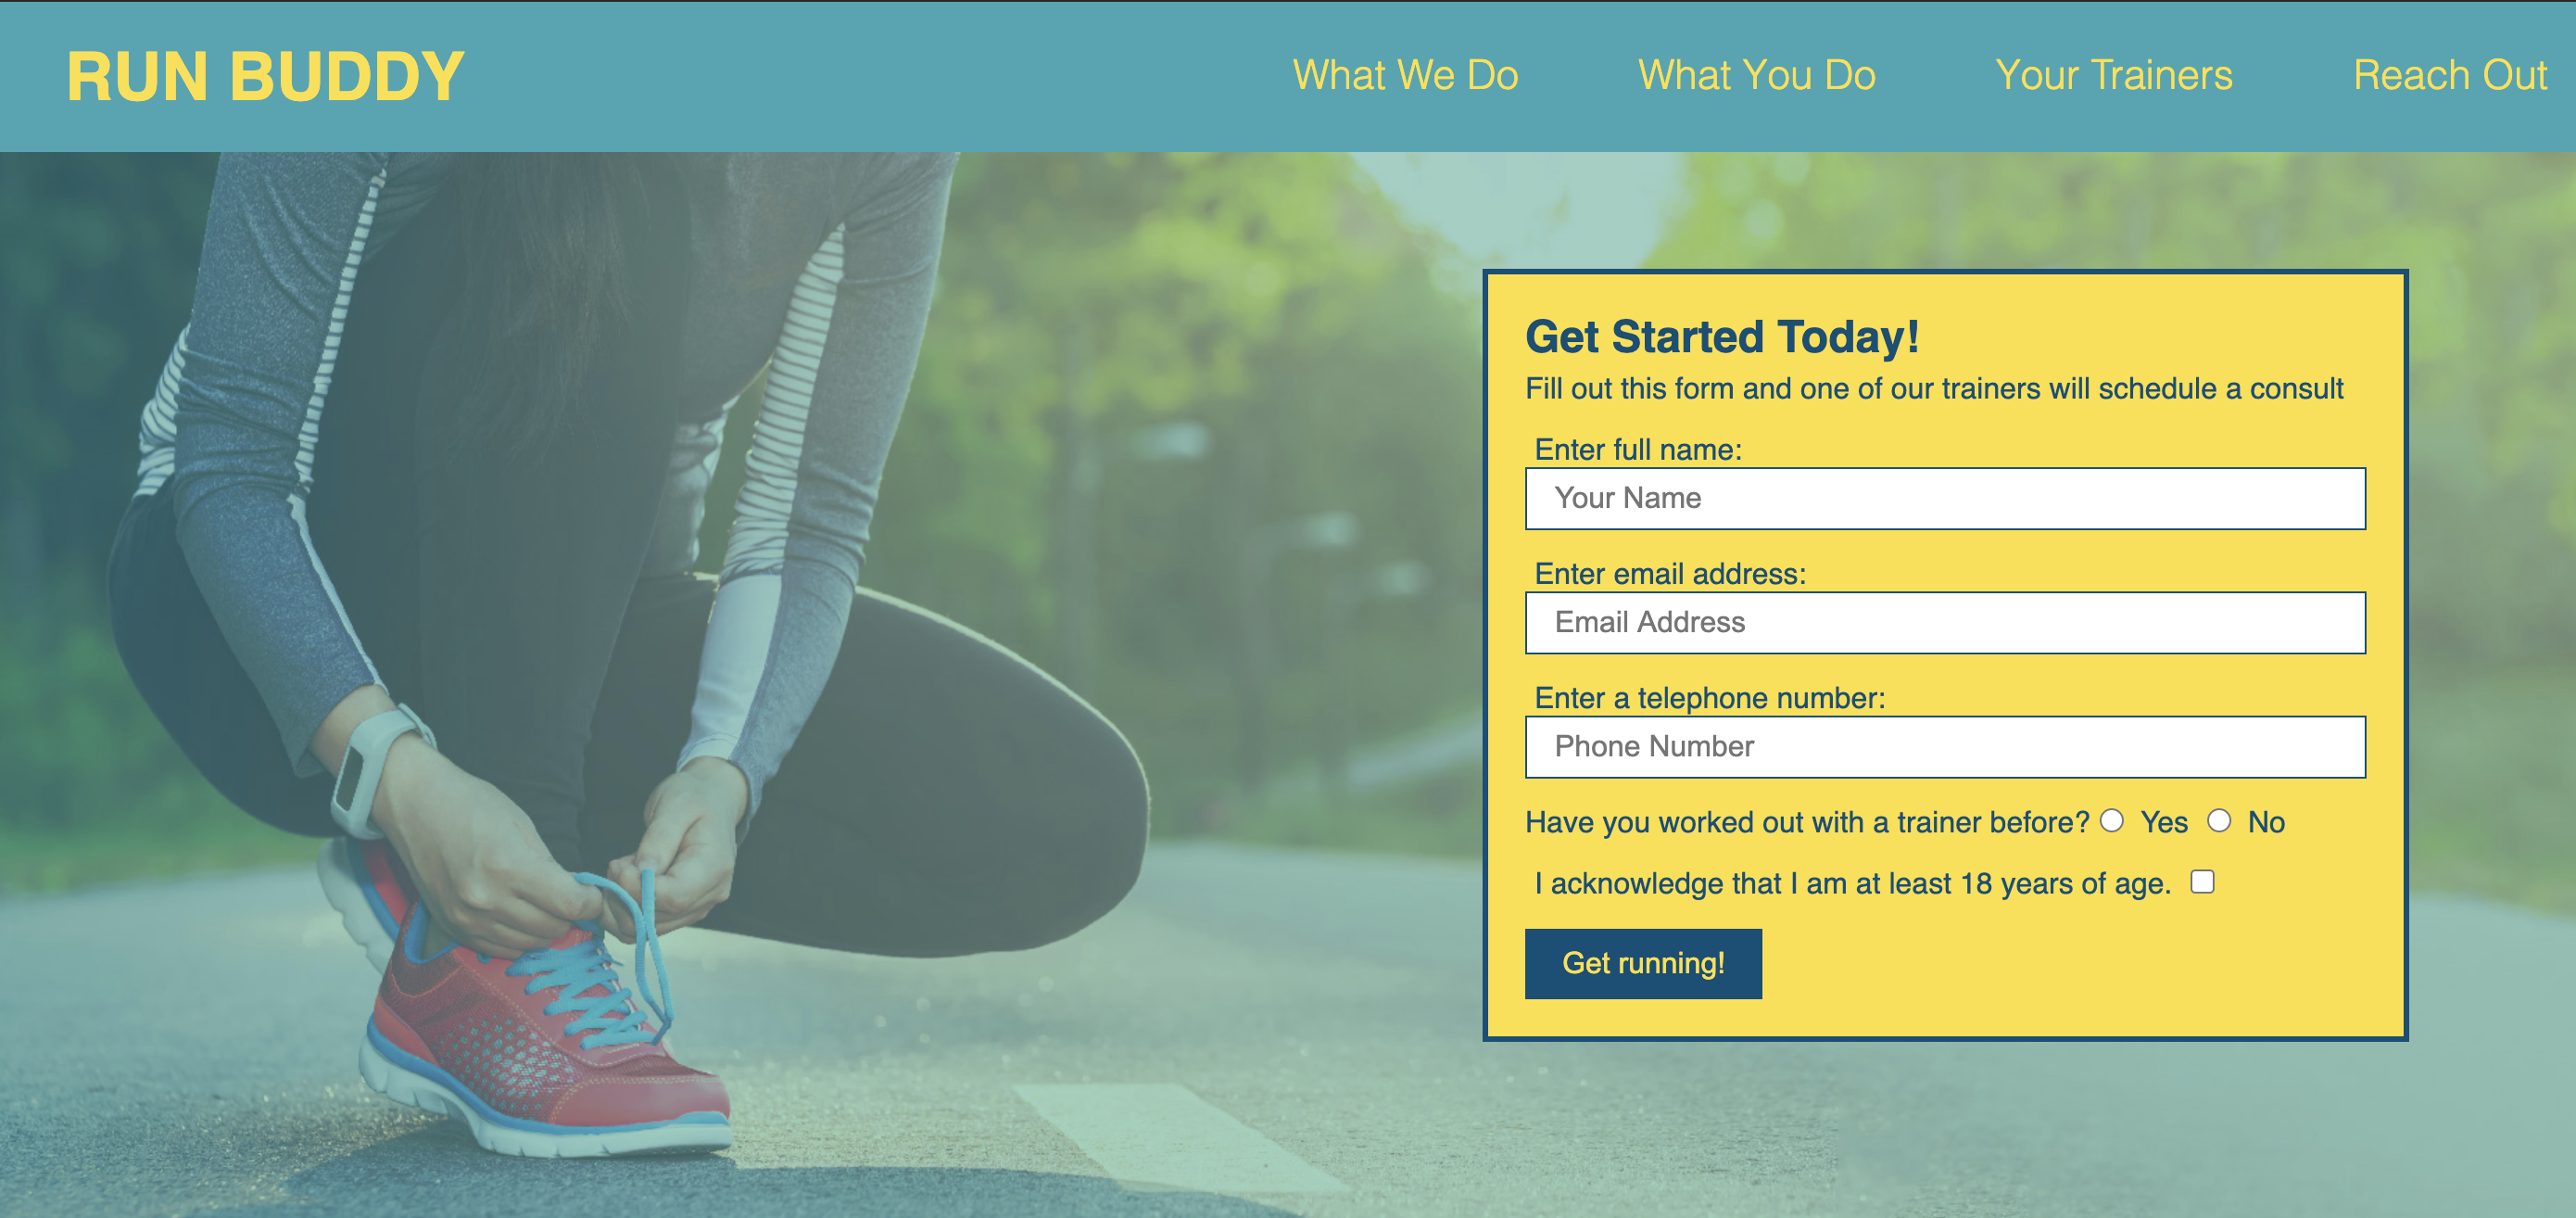 RUN BUDDY
What We Do What You Do Your Trainers Reach Out
Get Started Today!
Fill out this form and one of our trainers will schedule a consult
Enter full name:
Your Name
Enter email address:
Email Address
Enter a telephone number:
Phone Number
Have you worked out with a trainer before? Yes No
I acknowledge that I am at least 18 years of age.
Get running!